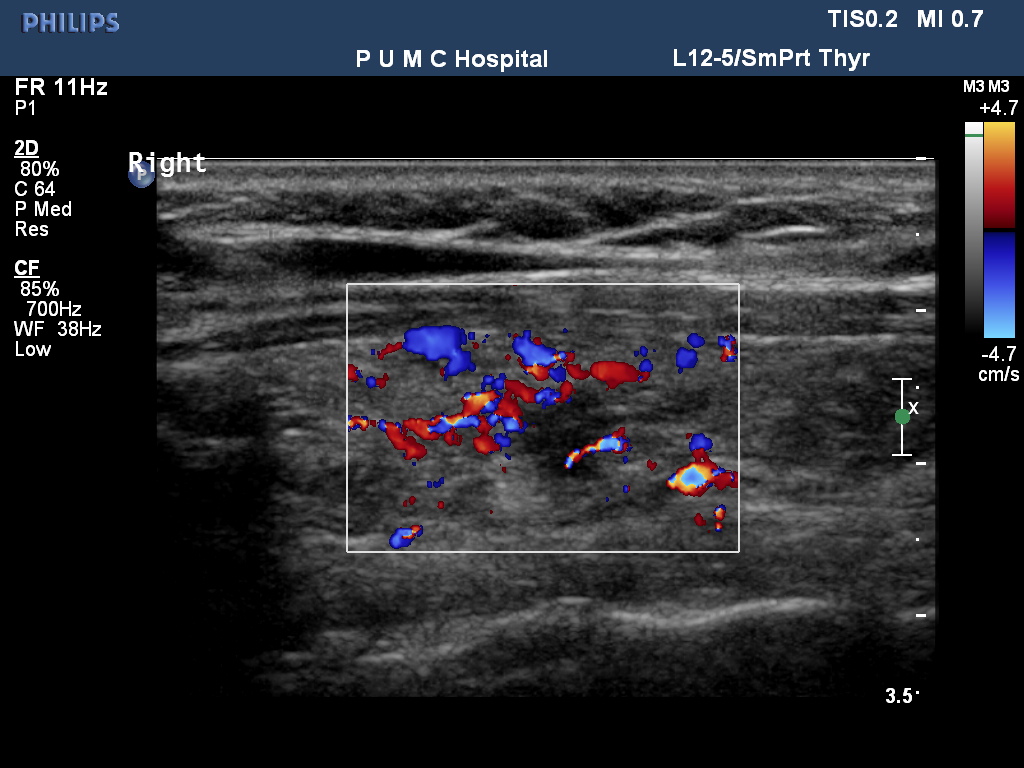 PHILIPS
TIS0.2 MI 0.7
P U M C Hospital
L12-5/SmPrt Thyr
FR 11Hz
P1
2D
80%
C 64
P Med
Res
CF
85%
700Hz
WF 38Hz
Low
Right
P
M3 M3
+4.7
-4.7
cm/s
x
3.5